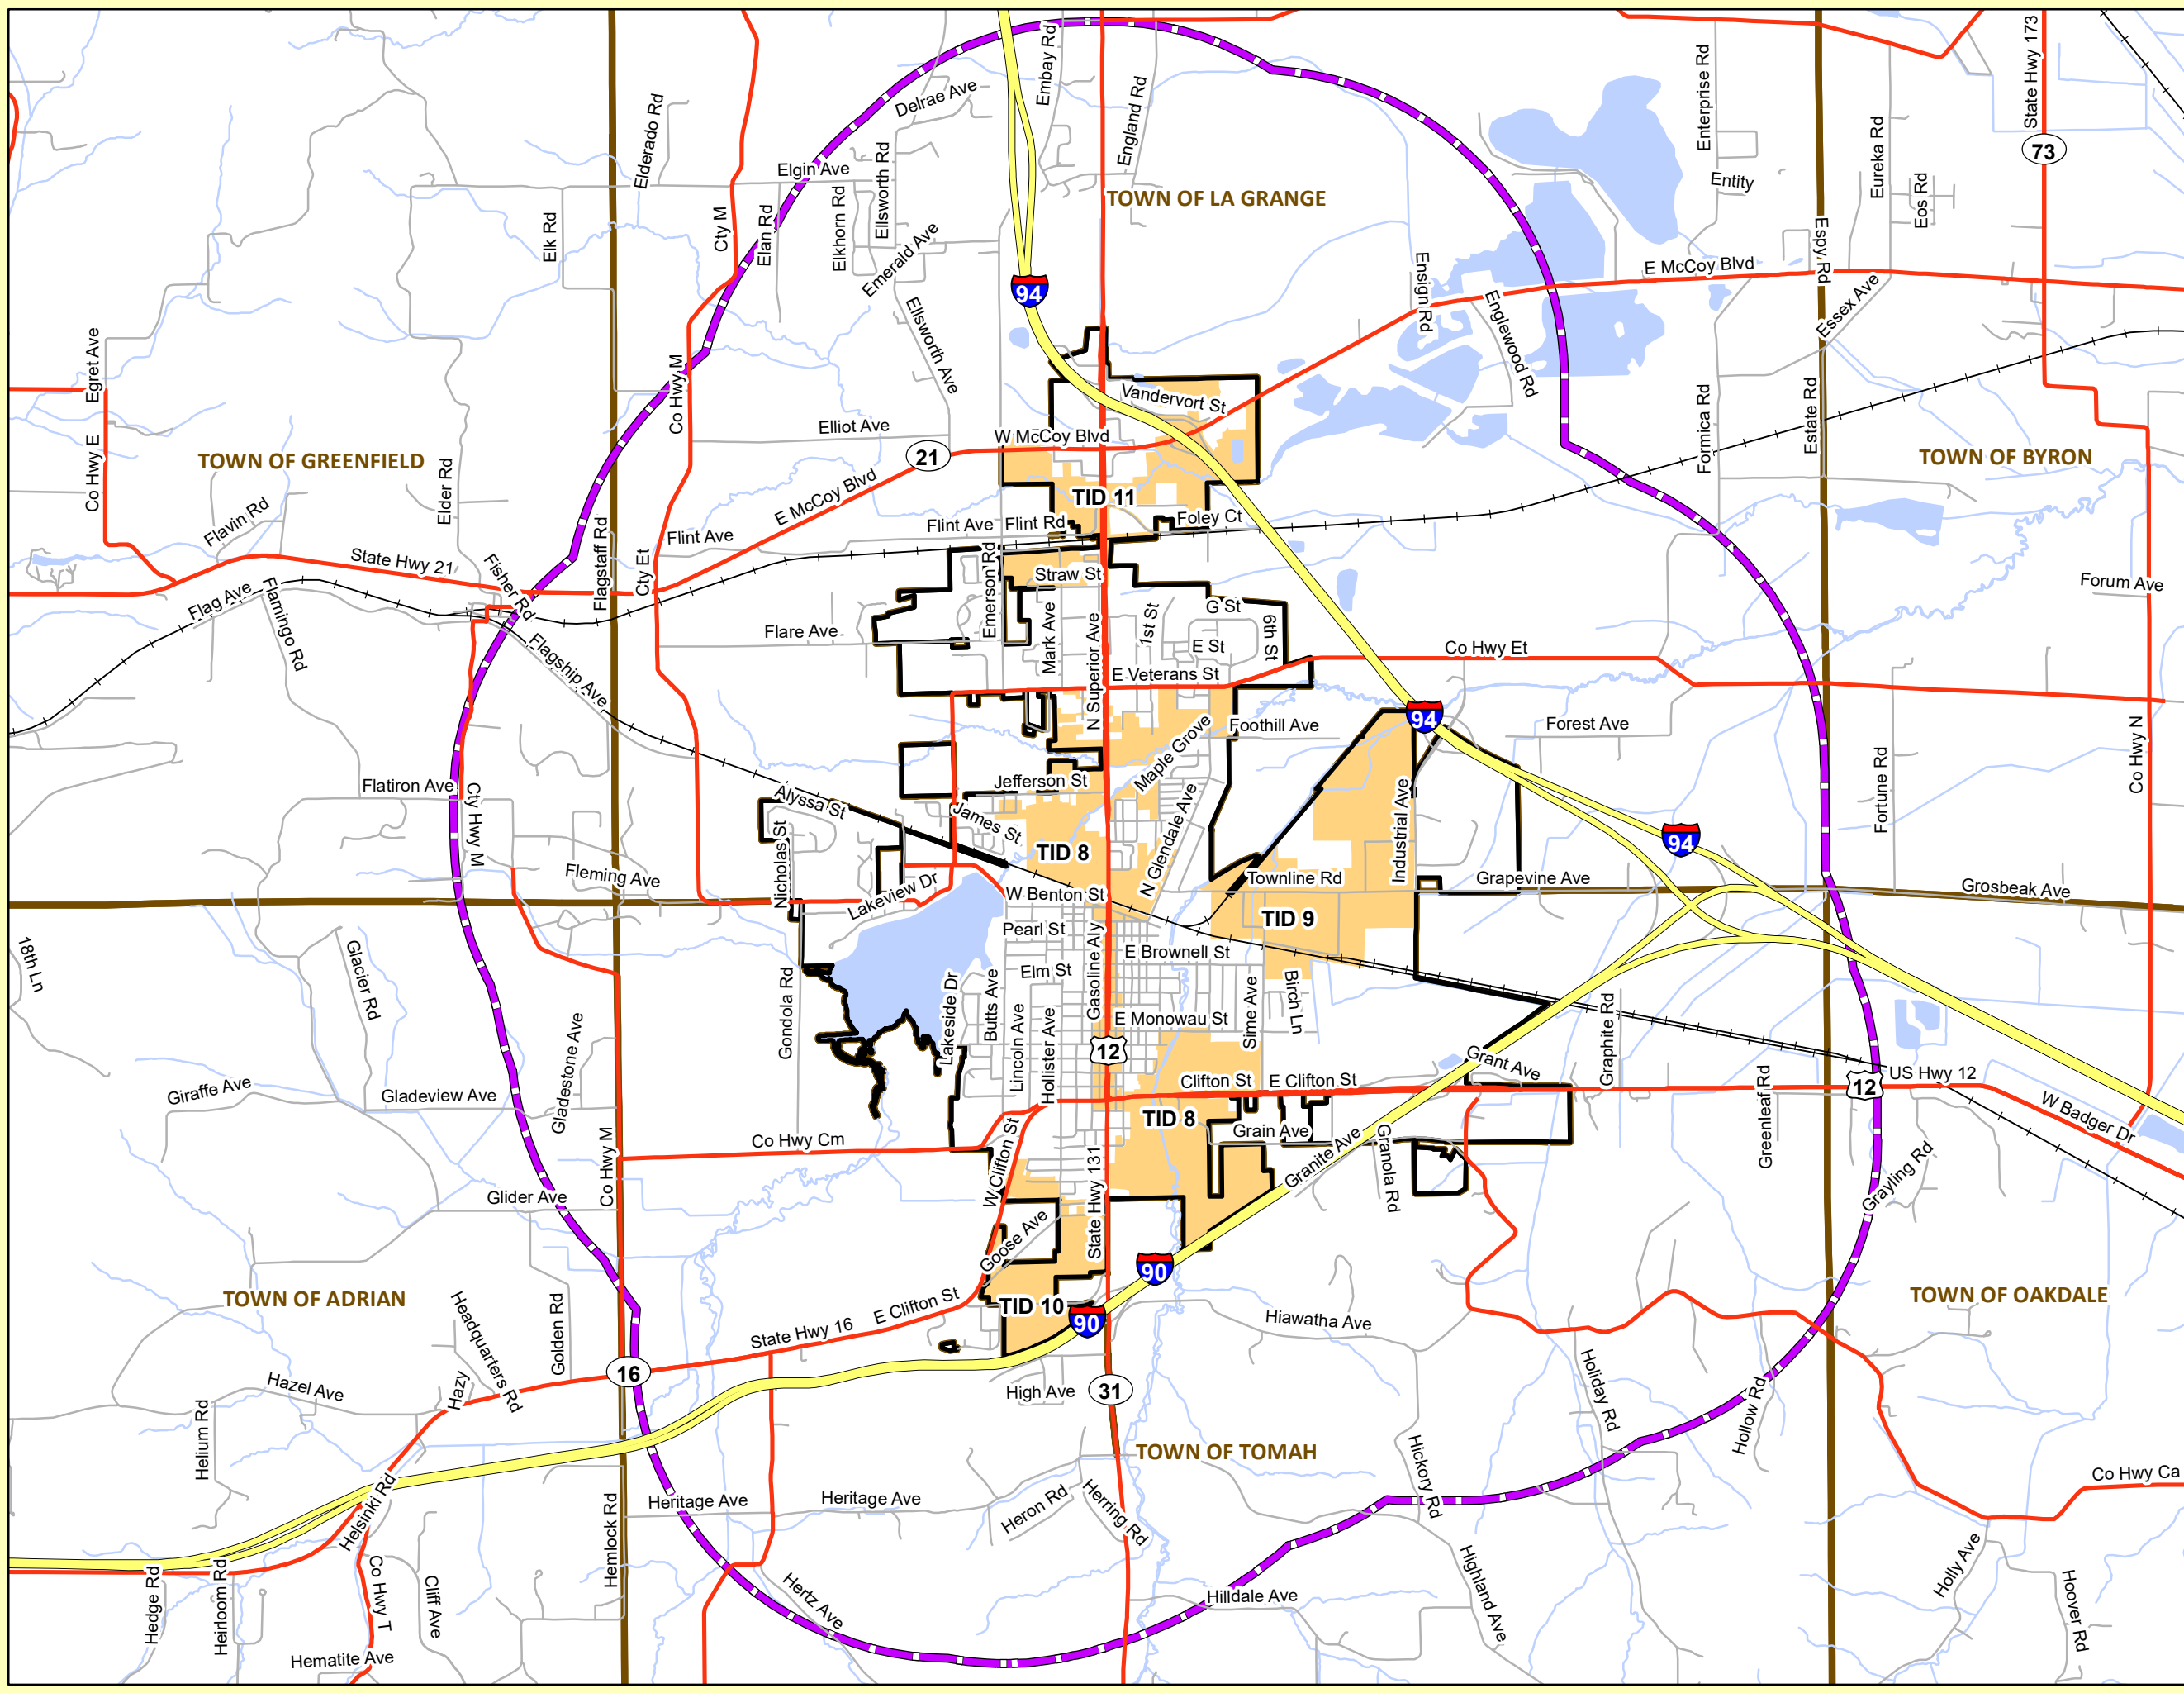 Embay Rd
State Hwy 173
Enterprise Rd
Delrae Ave
England Rd
Elderado Rd
Eureka Rd
73
Elgin Ave
Ellsworth Rd
Entity
TOWN OF LA GRANGE
Eos Rd
Elk Rd
Cty M
Elan Rd
Elkhorn Rd
Emerald Ave
Espy Rd
E McCoy Blvd
Ensign Rd
94
Essex Ave
Englewood Rd
Ellsworth Ave
Egret Ave
Co Hwy M
Vandervort St
Formica Rd
Estate Rd
Elliot Ave
W McCoy Blvd
21
TOWN OF GREENFIELD
TOWN OF BYRON
Co Hwy E
Elder Rd
E McCoy Blvd
TID 11
Flavin Rd
Foley Ct
Flint Ave
Flint Rd
Flint Ave
State Hwy 21
Flagstaff Rd
Cty Et
Fisher Rd
Straw St
Forum Ave
Flag Ave
Flamingo Rd
Emerson Rd
G St
Mark Ave
N Superior Ave
1st St
6th St
Flare Ave
E St
Co Hwy Et
Flagship Ave
E Veterans St
94
Foothill Ave
Forest Ave
Maple Grove
Co Hwy N
Fortune Rd
Jefferson St
Flatiron Ave
Cty Hwy M
Alyssa St
James St
Industrial Ave
N Glendale Ave
94
TID 8
Nicholas St
Fleming Ave
Townline Rd
Grapevine Ave
Grosbeak Ave
Lakeview Dr
W Benton St
TID 9
Pearl St
18th Ln
Glacier Rd
Gasoline Aly
E Brownell St
Elm St
Gondola Rd
Lakeside Dr
Butts Ave
Sime Ave
Birch Ln
Lincoln Ave
Hollister Ave
E Monowau St
Graphite Rd
Gladestone Ave
12
Grant Ave
US Hwy 12
Greenleaf Rd
12
Giraffe Ave
Gladeview Ave
Clifton St
E Clifton St
W Badger Dr
TID 8
Co Hwy Cm
Grain Ave
Granite Ave
Granola Rd
Co Hwy M
W Clifton St
State Hwy 131
Grayling Rd
Glider Ave
Goose Ave
90
TOWN OF ADRIAN
TOWN OF OAKDALE
Headquarters Rd
Golden Rd
TID 10
E Clifton St
90
Hiawatha Ave
State Hwy 16
16
Hazel Ave
Hazy
High Ave
31
Holiday Rd
Hollow Rd
Helium Rd
TOWN OF TOMAH
Hickory Rd
Co Hwy Ca
Helsinki Rd
Hemlock Rd
Heritage Ave
Heritage Ave
Heron Rd
Herring Rd
Holly Ave
Hedge Rd
Heirloom Rd
Co Hwy T
Cliff Ave
Hertz Ave
Hilldale Ave
Highland Ave
Hoover Rd
Hematite Ave